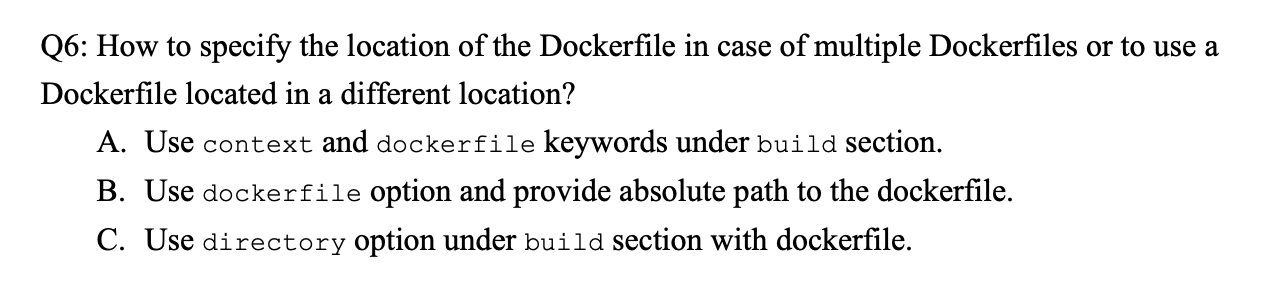 Q6: How to specify the location of the Dockerfile in case of multiple Dockerfiles or to use a
Dockerfile located in a different location?
A. Use context and dockerfile keywords under build section.
B. Use dockerfile option and provide absolute path to the dockerfile.
C. Use directory option under build section with dockerfile.